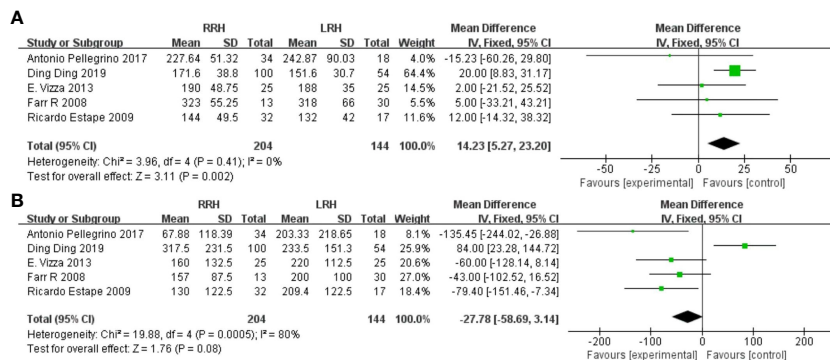 A
RRH LRH Mean Difference Mean Difference
Study or Subgroup Mean SD Total Mean SD Total Weight IV, Fixed, 95% CI IV, Fixed, 95% CI
Antonio Pellegrino 2017 227.64 51.32 34 242.87 90.03 18 4.0% -15.23 [-60.26, 29.80]
Ding Ding 2019 171.6 38.8 100 151.6 30.7 54 64.4% 20.00 [8.83, 31.17]
E. Vizza 2013 190 48.75 25 188 35 25 14.5% 2.00 [-21.52, 25.52]
Farr R 2008 323 55.25 13 318 66 30 5.5% 5.00 [-33.21, 43.21]
Ricardo Estape 2009 144 49.5 32 132 42 17 11.6% 12.00 [-14.32, 38.32]
Total (95% CI) 204 144 100.0% 14.23 [5.27, 23.20]
Heterogeneity: Chi² = 3.96, df = 4 (P = 0.41); I² = 0%
Test for overall effect: Z = 3.11 (P = 0.002)
-50 -25 0 25 50
Favours [experimental] Favours [control]
B
RRH LRH Mean Difference Mean Difference
Study or Subgroup Mean SD Total Mean SD Total Weight IV, Fixed, 95% CI IV, Fixed, 95% CI
Antonio Pellegrino 2017 67.88 118.39 34 203.33 218.65 18 8.1% -135.45 [-244.02, -26.88]
Ding Ding 2019 317.5 231.5 100 233.5 151.3 54 25.9% 84.00 [23.28, 144.72]
E. Vizza 2013 160 132.5 25 220 112.5 25 20.6% -60.00 [-128.14, 8.14]
Farr R 2008 157 87.5 13 200 100 30 27.0% -43.00 [-102.52, 16.52]
Ricardo Estape 2009 130 122.5 32 209.4 122.5 17 18.4% -79.40 [-151.46, -7.34]
Total (95% CI) 204 144 100.0% -27.78 [-58.69, 3.14]
Heterogeneity: Chi² = 19.88, df = 4 (P = 0.0005); I² = 80%
Test for overall effect: Z = 1.76 (P = 0.08)
-200 -100 0 100 200
Favours [experimental] Favours [control]